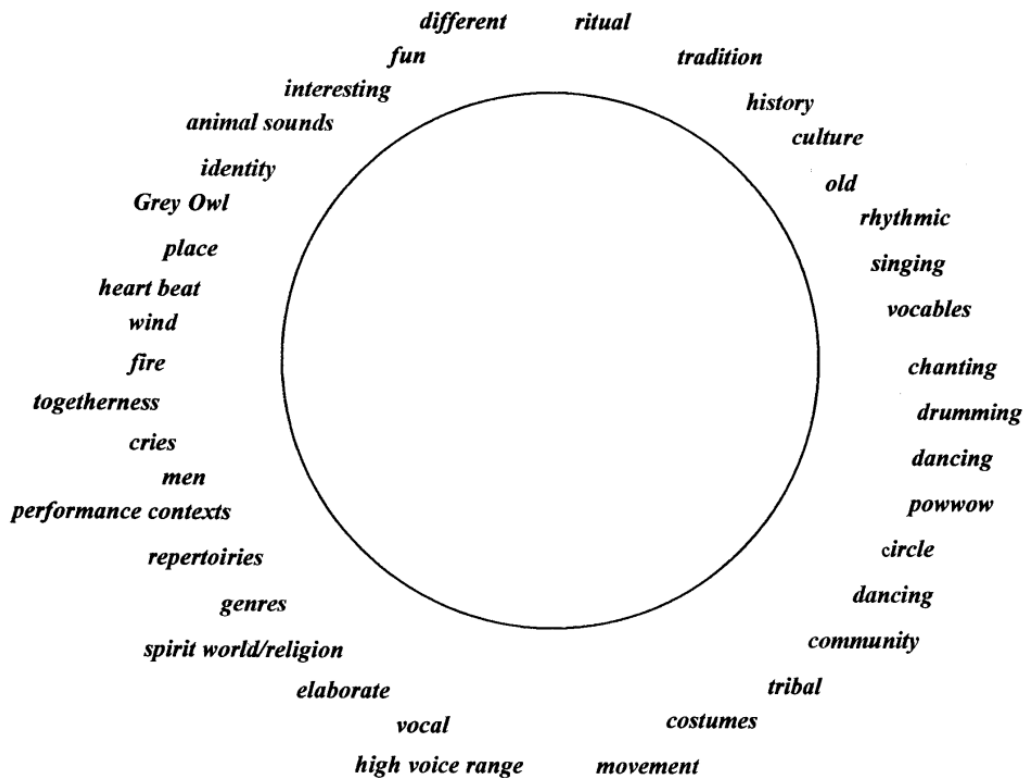 different
ritual
fun
tradition
interesting
history
animal sounds
culture
identity
old
Grey Owl
rhythmic
place
singing
heart beat
vocables
wind
fire
chanting
togetherness
drumming
cries
dancing
men
powwow
performance contexts
circle
repertoiries
dancing
genres
community
spirit world/religion
tribal
elaborate
costumes
vocal
high voice range
movement